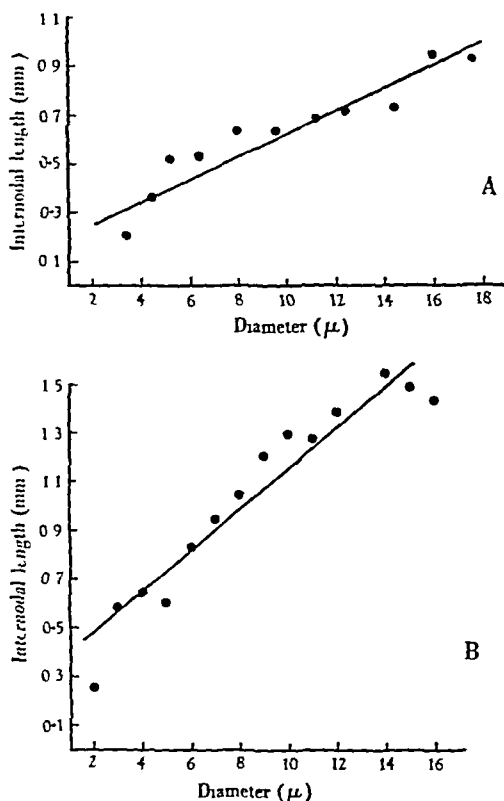 1.1
0.9
0.7
0.5
0.3
0.1
Internodal length (mm)
A
2 4 6 8 10 12 14 16 18
Diameter (μ)
1.5
1.3
1.1
0.9
0.7
0.5
0.3
0.1
Internodal length (mm)
B
2 4 6 8 10 12 14 16
Diameter (μ)